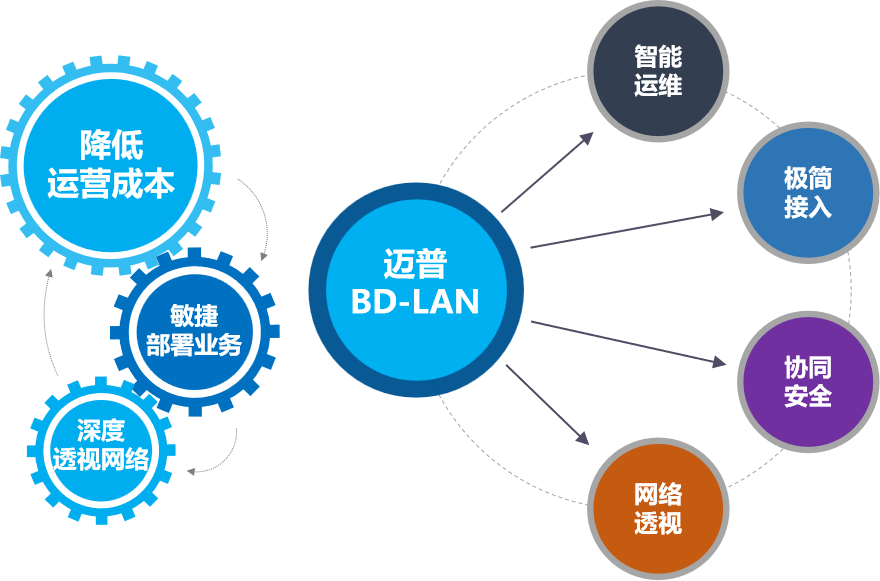 降低
运营成本
敏捷
部署业务
深度
透视网络
迈普
BD-LAN
智能
运维
极简
接入
协同
安全
网络
透视